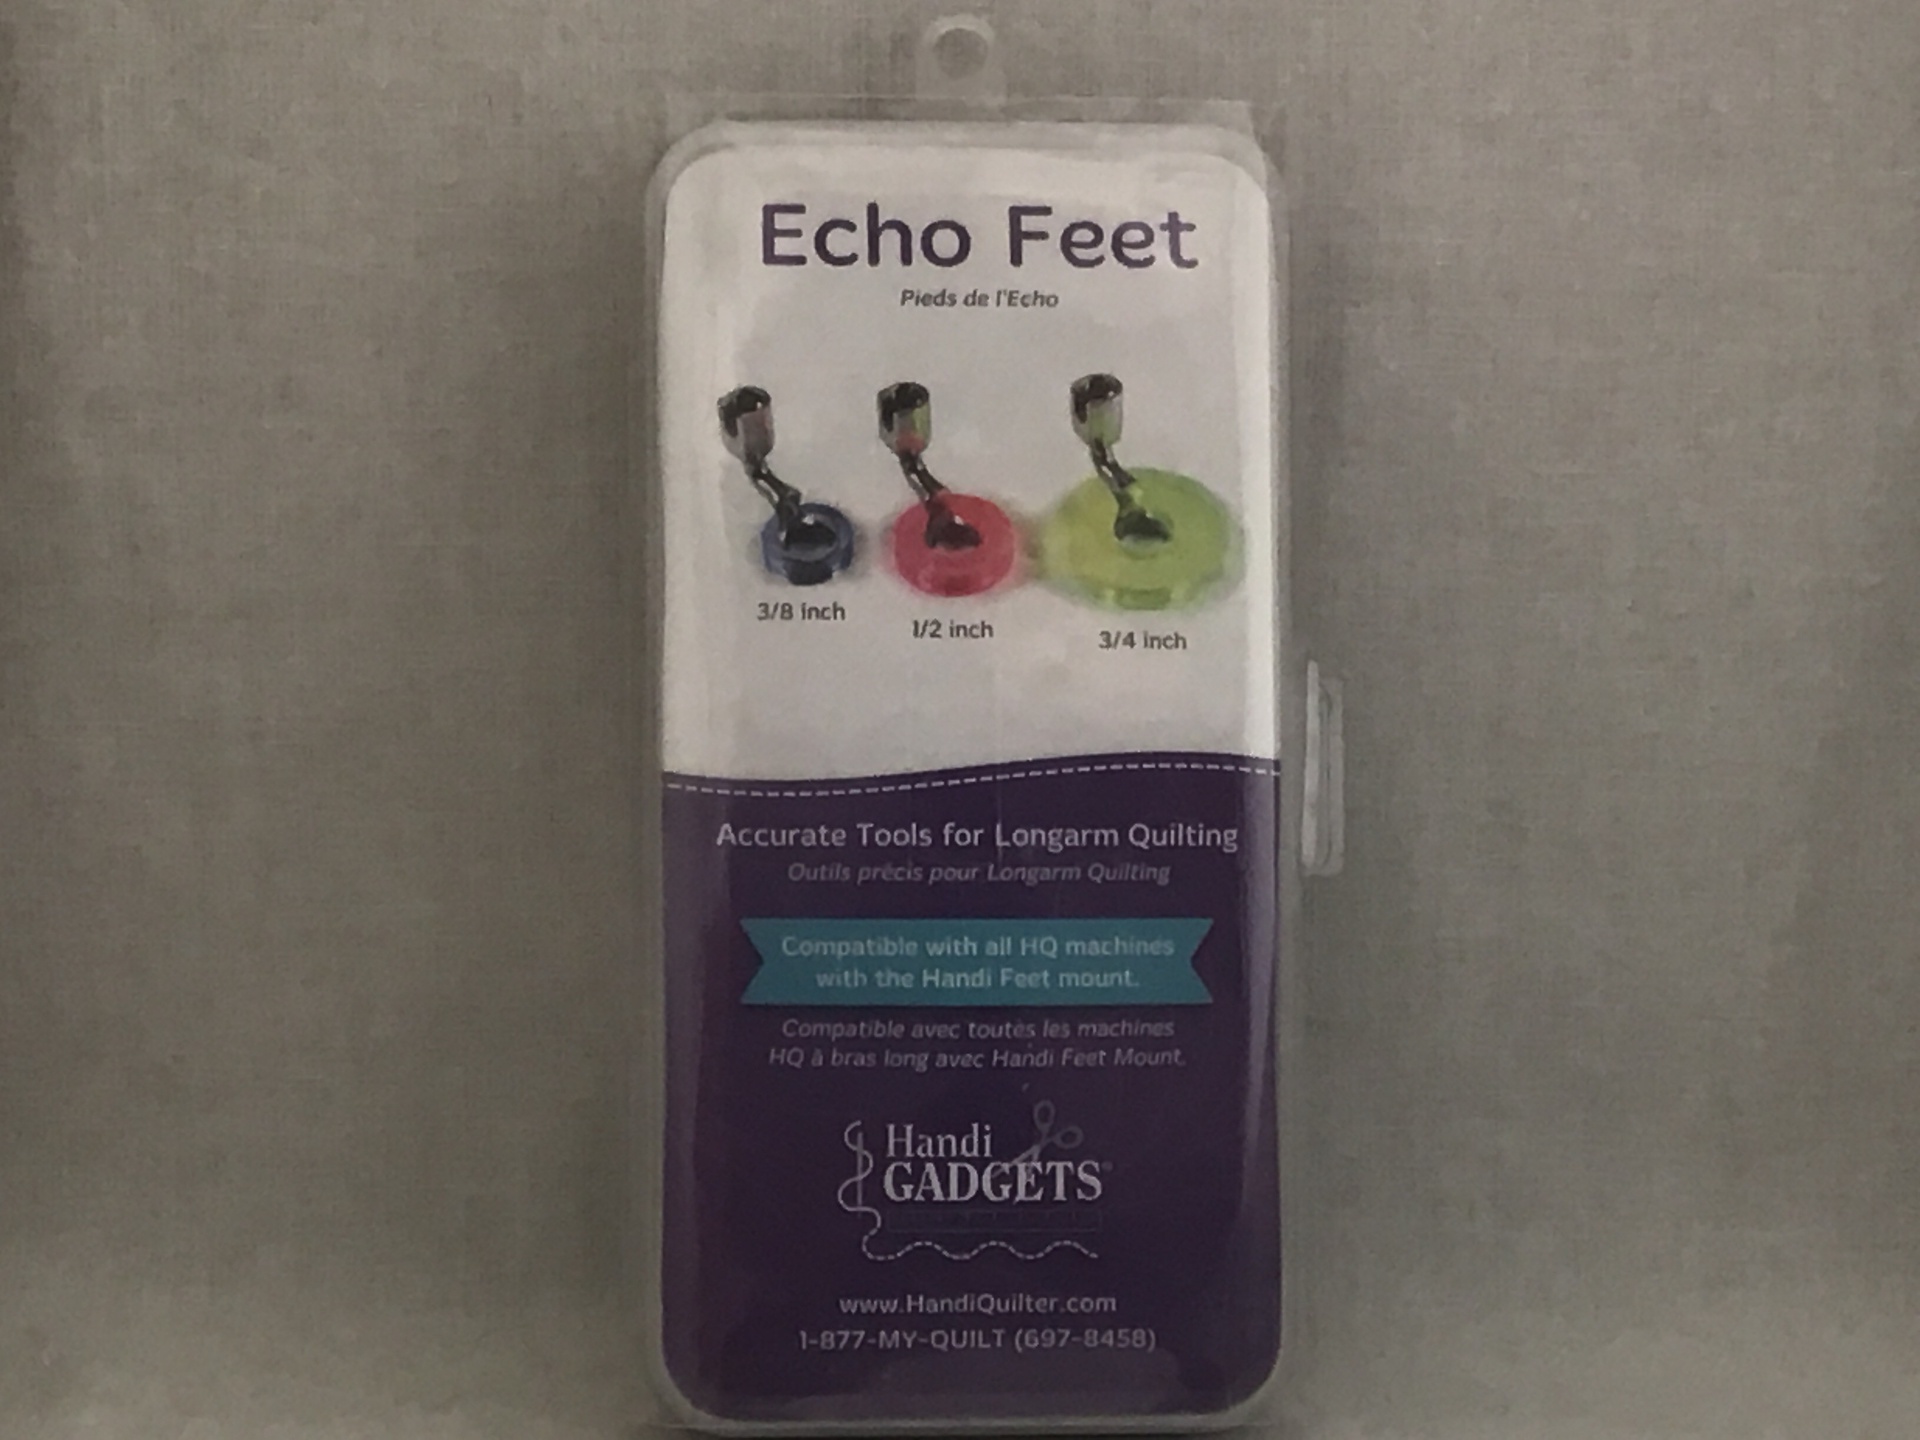 Echo Feet
Pieds de l'Echo
3/8 inch
1/2 inch
3/4 inch
Accurate Tools for Longarm Quilting
Outils précis pour Longarm Quilting
Compatible with all HQ machines
with the Handi Feet mount.
Compatible avec toutes les machines
HQ à bras long avec Handi Feet Mount.
Handi
GADGETS®
www.HandiQuilter.com
1-877-MY-QUILT (697-8458)